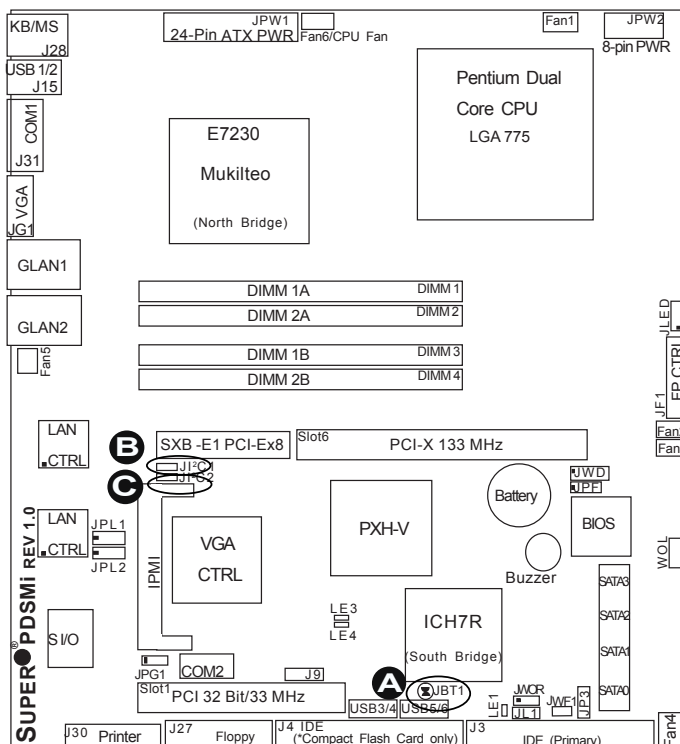 KB/MS
J28
JPW1
24-Pin ATX PWR
Fan6/CPU Fan
Fan1
JPW2
8-pin PWR
USB 1/2
J15
COM1
J31
VGA
JG1
GLAN1
GLAN2
Fan5
E7230
Mukilteo
(North Bridge)
Pentium Dual
Core CPU
LGA 775
DIMM 1A
DIMM 1
DIMM 2A
DIMM 2
DIMM 1B
DIMM 3
DIMM 2B
DIMM 4
JLED
FP CTRL
JF1
Fan
Fan
LAN
CTRL
B
SXB -E1 PCI-Ex8
Slot6
PCI-X 133 MHz
JI²C1
JI²C2
C
LAN
CTRL
JPL1
JPL2
IPMI
VGA
CTRL
PXH-V
Battery
JWD
JPF
BIOS
Buzzer
WOL
SUPER® PDSMi REV 1.0
S I/O
LE3
LE4
ICH7R
(South Bridge)
SATA3
SATA2
SATA1
SATA0
JPG1
COM2
J9
A
JBT1
Slot1
PCI 32 Bit/33 MHz
USB3/4
USB5/6
LE1
JWOR
JL1
JWF1
JP3
Fan4
J30 Printer
J27
Floppy
J4 IDE
(*Compact Flash Card only)
J3
IDE (Primary)